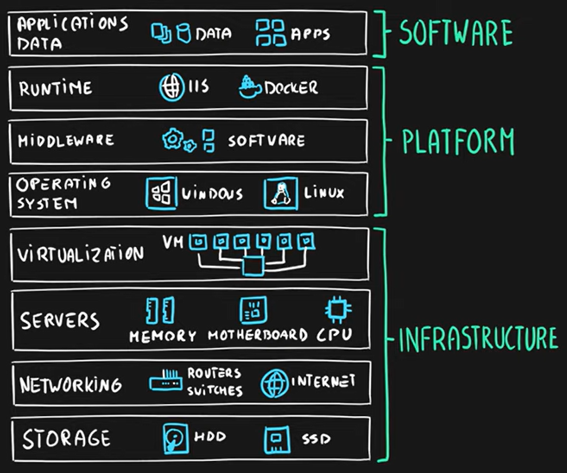 APPLICATIONS
DATA
DATA
APPS
SOFTWARE
RUNTIME
IIS
DOCKER
MIDDLEWARE
SOFTWARE
PLATFORM
OPERATING
SYSTEM
WINDOWS
LINUX
VIRTUALIZATION
VM
SERVERS
MEMORY
MOTHERBOARD
CPU
INFRASTRUCTURE
NETWORKING
ROUTERS
SWITCHES
INTERNET
STORAGE
HDD
SSD